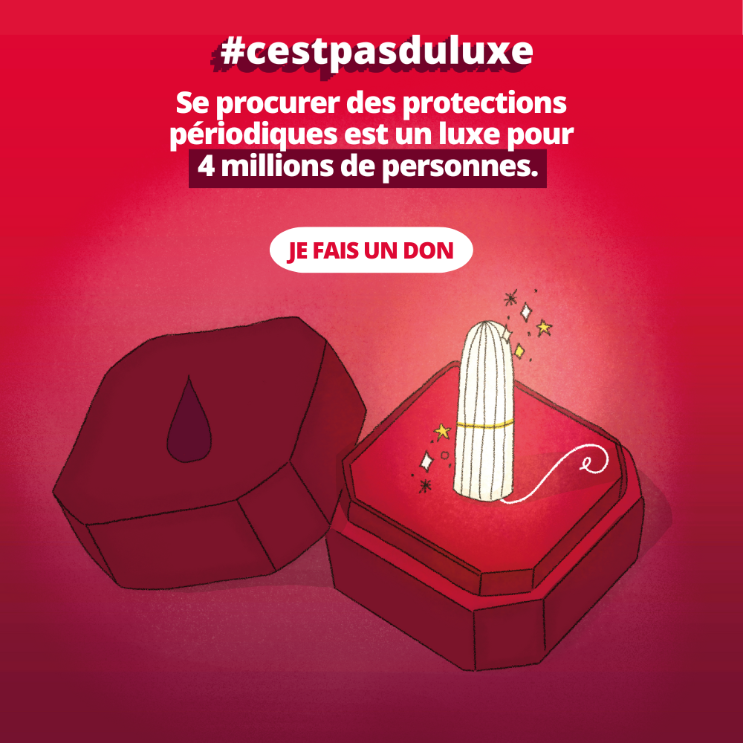 #cestpasduluxe
Se procurer des protections
périodiques est un luxe pour
4 millions de personnes.
JE FAIS UN DON